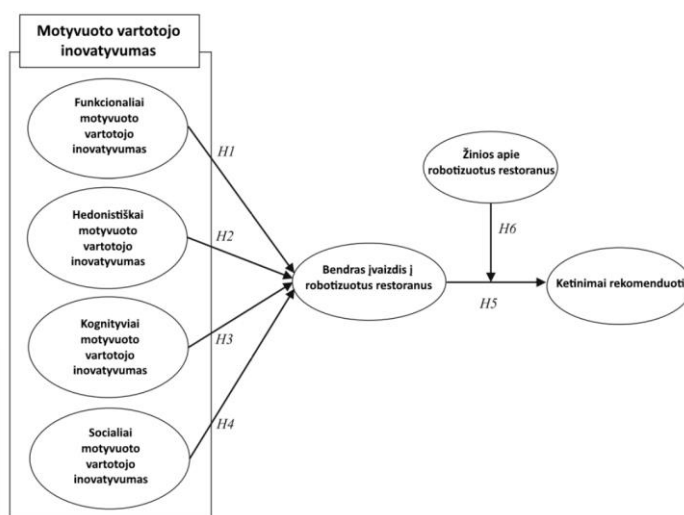 Motyvuoto vartotojo
inovatyvumas
Funkcionaliai
motyvuoto
vartotojo
inovatyvumas
H1
Hedonistiškai
motyvuoto
vartotojo
inovatyvumas
H2
Kognityviai
motyvuoto
vartotojo
inovatyvumas
H3
Socialiai
motyvuoto
vartotojo
inovatyvumas
H4
Bendras įvaizdis į
robotizuotus restoranus
Žinios apie
robotizuotus restoranus
H6
H5
Ketinimai rekomenduoti